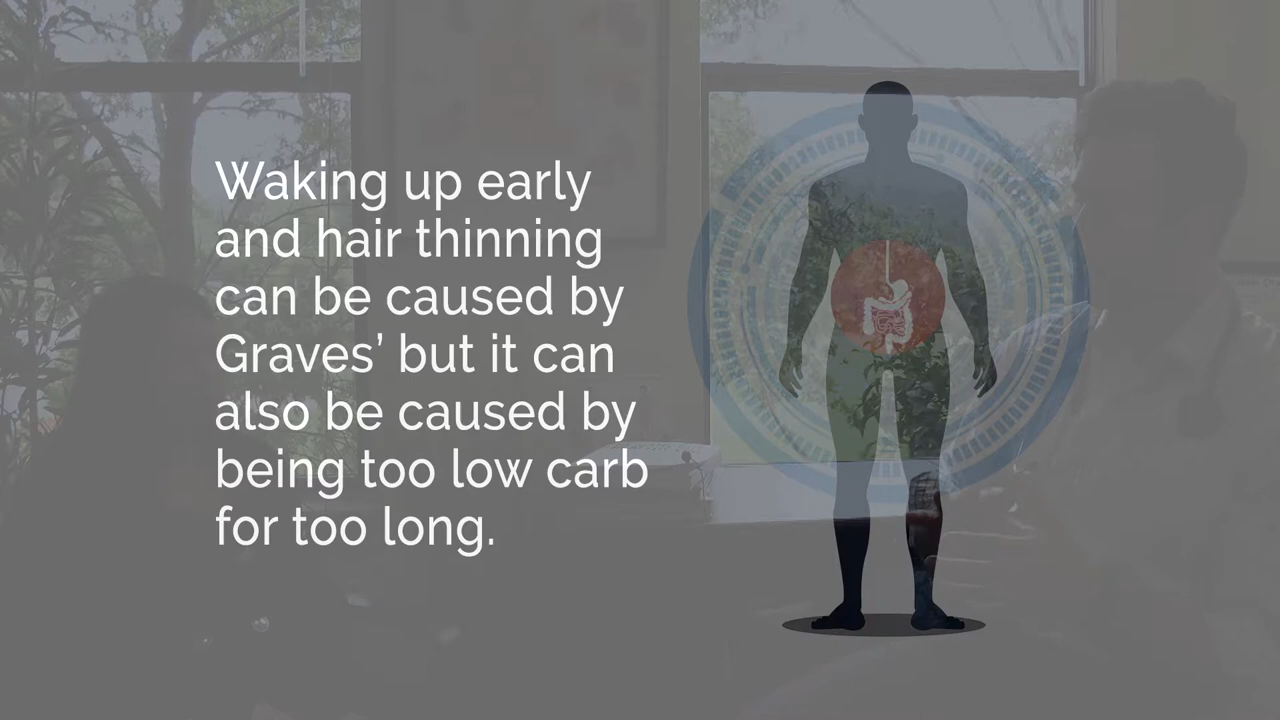 Waking up early
and hair thinning
can be caused by
Graves’ but it can
also be caused by
being too low carb
for too long.